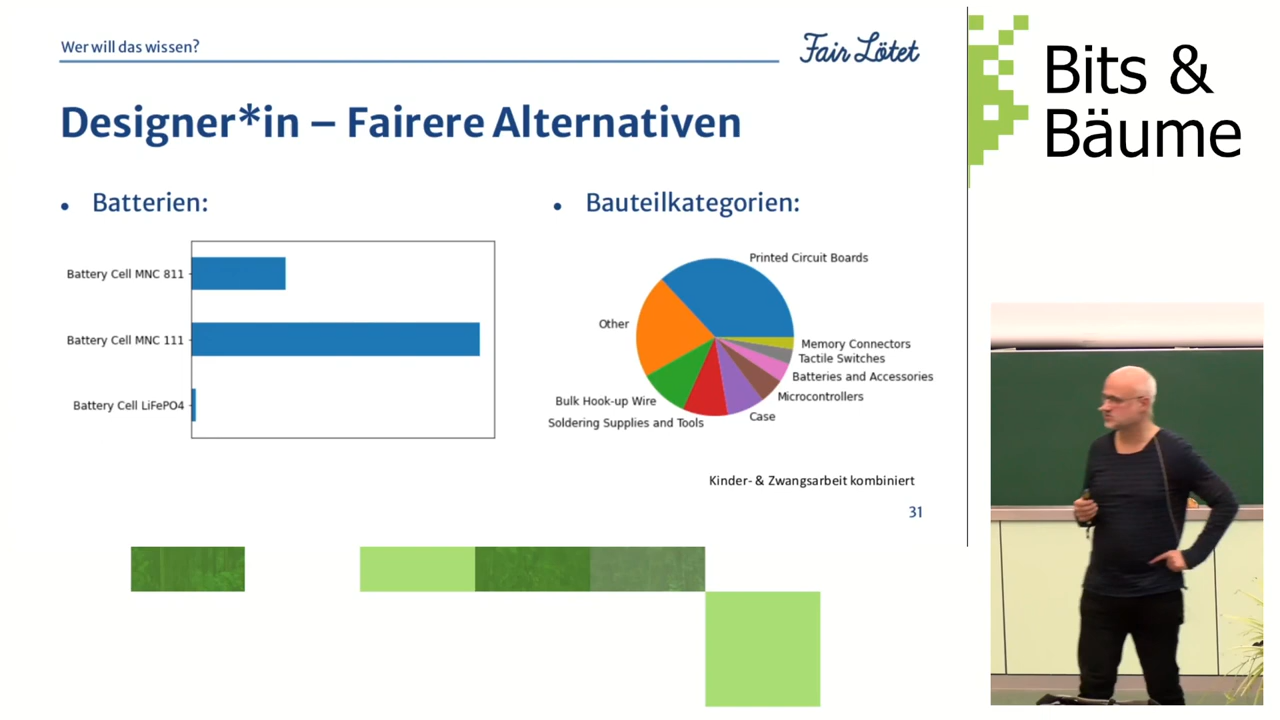 Wer will das wissen?
Fair Lötet
Bits &
Bäume
Designer*in – Fairere Alternativen
• Batterien:
Battery Cell MNC 811
Battery Cell MNC 111
Battery Cell LiFePO4
• Bauteilkategorien:
Printed Circuit Boards
Other
Memory Connectors
Tactile Switches
Batteries and Accessories
Microcontrollers
Bulk Hook-up Wire
Case
Soldering Supplies and Tools
Kinder- & Zwangsarbeit kombiniert
31